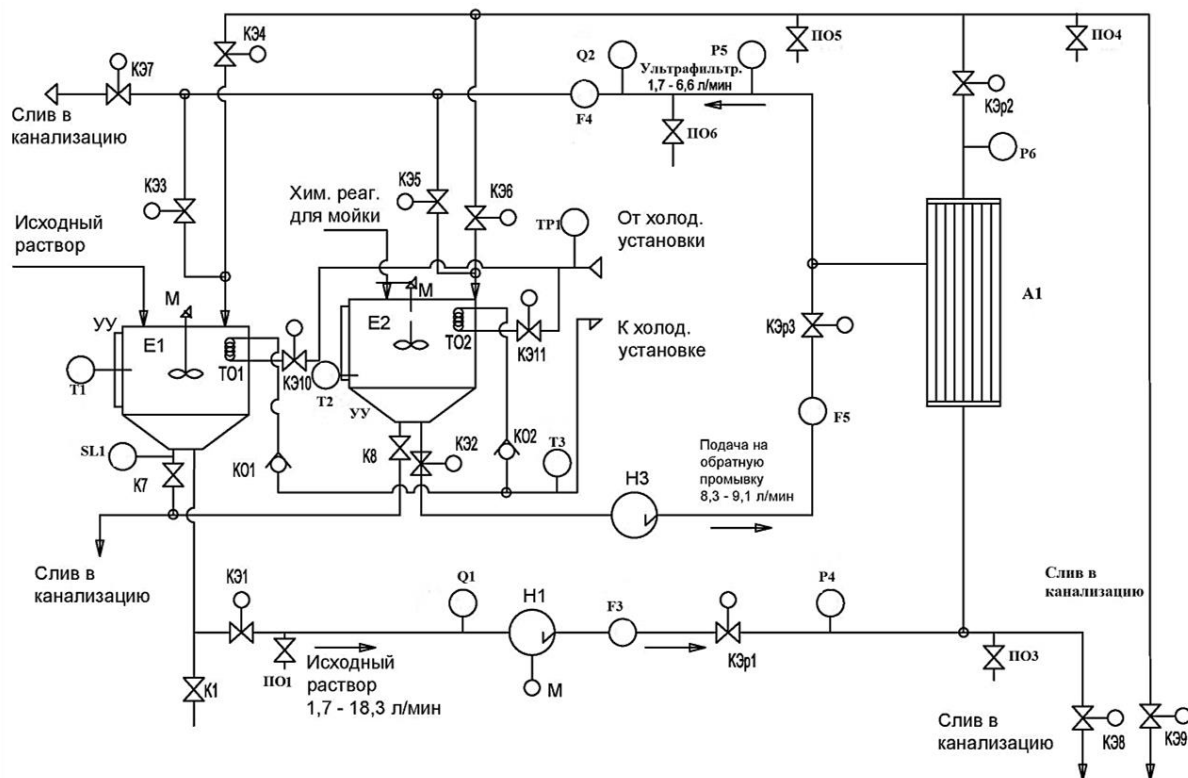 КЭ4
КЭ7
Q2
P5
ПО5
ПО4
Ультрафильтр.
1,7 - 6,6 л/мин
КЭр2
Слив в
канализацию
F4
ПО6
P6
КЭ3
Хим. реаг.
для мойки
КЭ5
КЭ6
Исходный
раствор
TP1
От холод.
установки
A1
М
М
УУ
E1
E2
КЭр3
К холод.
установке
ТО1
ТО2
КЭ11
T1
КЭ10
T2
УУ
F5
SL1
К7
КО1
К8
КЭ2
КО2
T3
Подача на
обратную
промывку
8,3 - 9,1 л/мин
Н3
Слив в
канализацию
КЭ1
Q1
Н1
F3
P4
Слив в
канализацию
КЭр1
ПО1
Исходный
раствор
1,7 - 18,3 л/мин
М
ПО3
К1
Слив в
канализацию
КЭ8
КЭ9